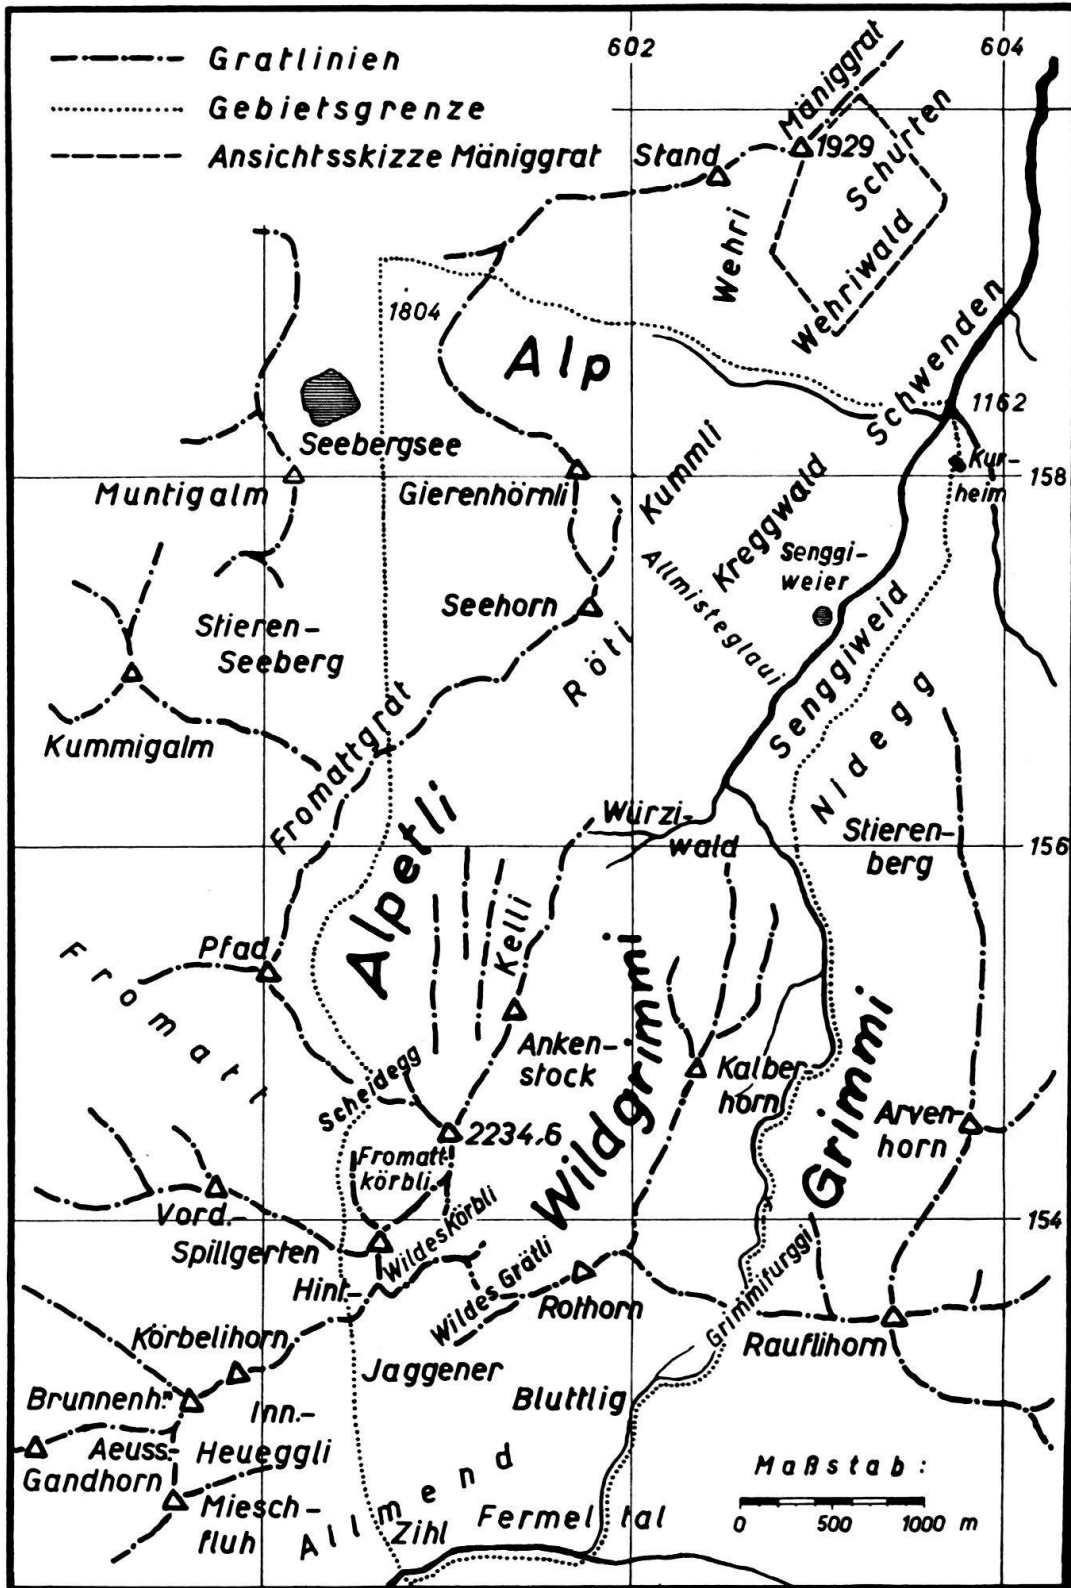 Gratlinien
Gebietsgrenze
Ansichtsskizze Mäniggrat
602
604
Mäniggrat
1929
Schurten
Stand
Wehri
Wehriwald
1804
Alp
Schwenden
1162
Kur-
heim
Seebergsee
Muntigalm
Gierenhörnli
Kummli
Kreggwald
158
Senggi-
weier
Allmisteglaui
Seehorn
Stieren-
Seeberg
Röti
Senggiweid
Nidegg
Kummigalm
Fromattgrat
Alpetli
Würzi-
wald
Stieren-
berg
156
Kelli
Pfad
Fromatt
Anken-
stock
Wildgrimmi
Kalber-
horn
Grimmi
Arven-
horn
Scheidegg
2234,6
Fromatt-
körbli
Vord.-
Spillgerten
Hint.-
Wildes Körbli
Wildes Grätli
Rothorn
Grimmifurggi
154
Rauflihorn
Körbelihorn
Jaggener
Brunnenh.
Bluttlig
Inn.-
Aeuss.
Heueggli
Gandhorn
Miesch-
fluh
Allmend
Zihl
Fermeltal
Maßstab:
0 500 1000 m